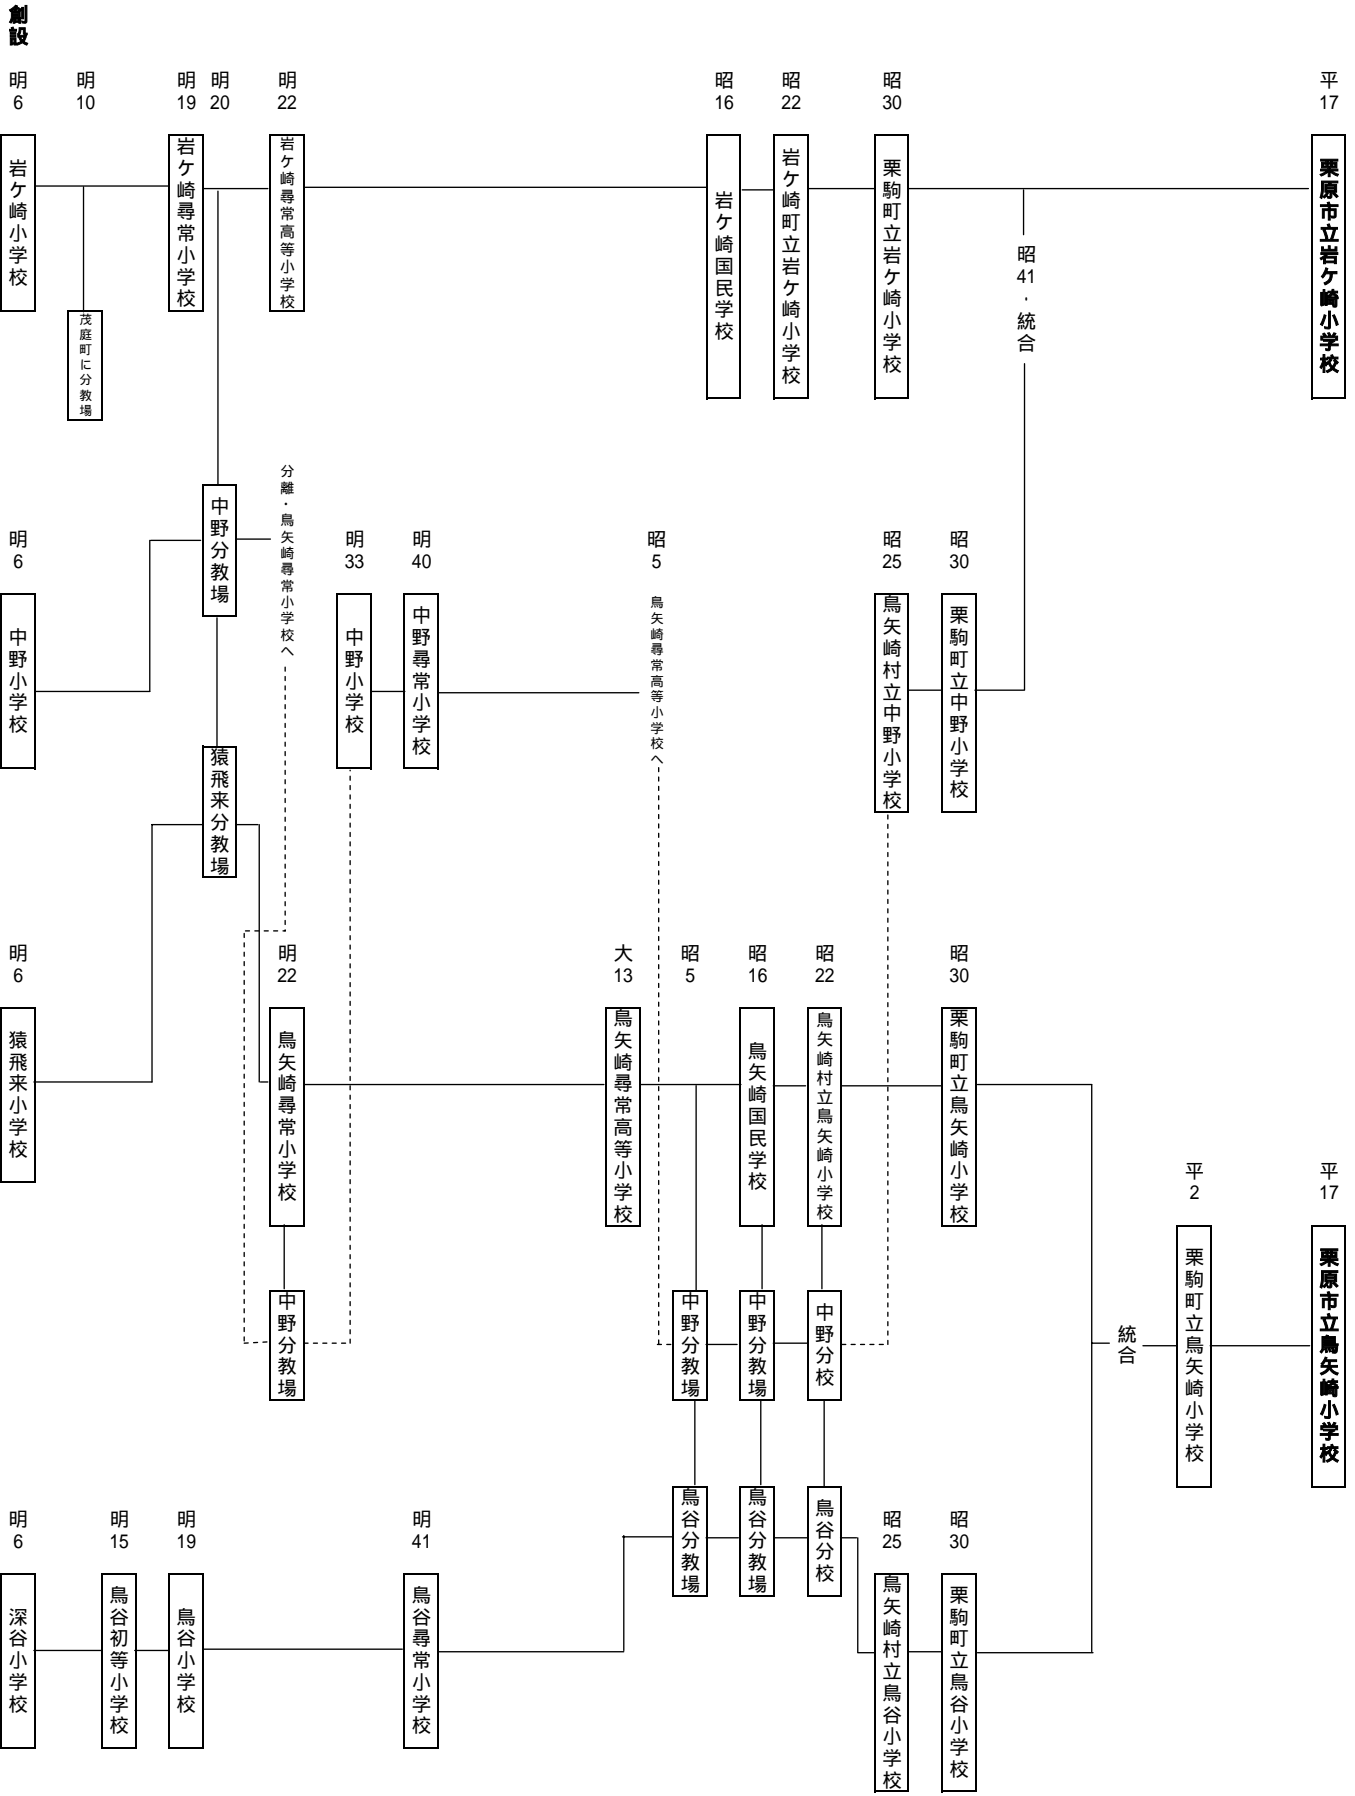 創設
明6
明10
明19
明20
明22
昭16
昭22
昭30
平17
岩ケ崎小学校
茂庭町に分教場
岩ケ崎尋常小学校
岩ケ崎尋常高等小学校
岩ケ崎国民学校
岩ケ崎町立岩ケ崎小学校
栗駒町立岩ケ崎小学校
昭41・統合
栗原市立岩ケ崎小学校
明6
中野小学校
中野分教場
分離・鳥矢崎尋常小学校へ
明33
中野小学校
明40
中野尋常小学校
昭5
鳥矢崎尋常高等小学校へ
昭25
鳥矢崎村立中野小学校
昭30
栗駒町立中野小学校
猿飛来分教場
明6
猿飛来小学校
明22
鳥矢崎尋常小学校
中野分教場
大13
鳥矢崎尋常高等小学校
昭5
中野分教場
鳥谷分教場
昭16
鳥矢崎国民学校
中野分教場
鳥谷分教場
昭22
鳥矢崎村立鳥矢崎小学校
中野分校
鳥谷分校
昭30
栗駒町立鳥矢崎小学校
統合
平2
栗駒町立鳥矢崎小学校
平17
栗原市立鳥矢崎小学校
明6
深谷小学校
明15
鳥谷初等小学校
明19
鳥谷小学校
明41
鳥谷尋常小学校
昭25
鳥矢崎村立鳥谷小学校
昭30
栗駒町立鳥谷小学校